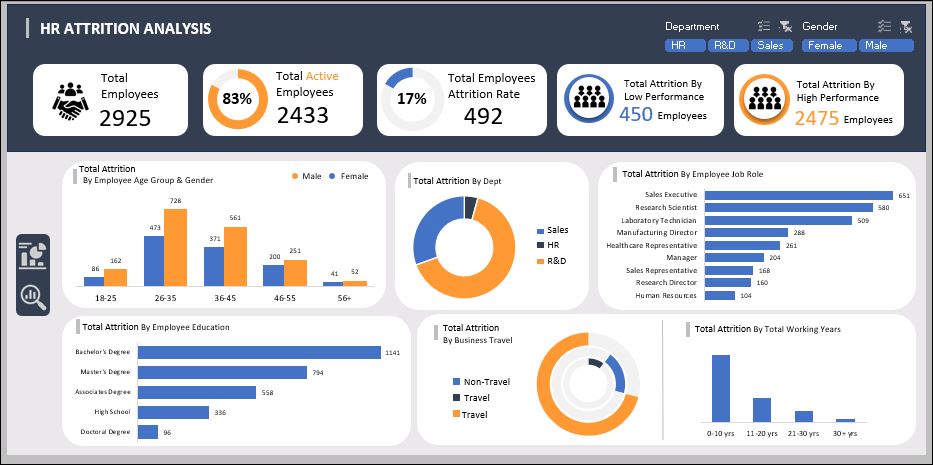 HR ATTRITION ANALYSIS
Department
HR R&D Sales
Gender
Female Male
Total
Employees
2925
83%
Total Active
Employees
2433
17%
Total Employees
Attrition Rate
492
Total Attrition By
Low Performance
450 Employees
Total Attrition By
High Performance
2475 Employees
Total Attrition
By Employee Age Group & Gender
Male Female
86 162
473 728
371 561
200 251
41 52
18-25 26-35 36-45 46-55 56+
Total Attrition By Dept
Sales
HR
R&D
Total Attrition By Employee Job Role
Sales Executive 651
Research Scientist 580
Laboratory Technician 509
Manufacturing Director 288
Healthcare Representative 261
Manager 204
Sales Representative 168
Research Director 160
Human Resources 104
Total Attrition By Employee Education
Bachelor's Degree 1141
Master's Degree 794
Associates Degree 558
High School 336
Doctoral Degree 96
Total Attrition
By Business Travel
Non-Travel
Travel
Travel
Total Attrition By Total Working Years
0-10 yrs 11-20 yrs 21-30 yrs 30+ yrs